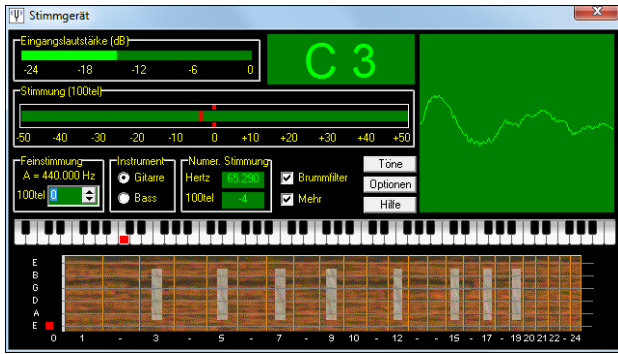 Stimmgerät
Eingangslautstärke (dB)
-24 -18 -12 -6 0
C 3
Stimmung (100tel)
-50 -40 -30 -20 -10 0 +10 +20 +30 +40 +50
Feinstimmung
A = 440.000 Hz
100tel 0
Instrument
Gitarre
Bass
Numer. Stimmung
Hertz 65.290
100tel -4
Brummfilter
Mehr
Töne
Optionen
Hilfe
E
B
G
D
A
E
0 1 - 3 - 5 - 7 - 9 10 - 12 - - 15 - 17 - 19 20 21 22 - 24